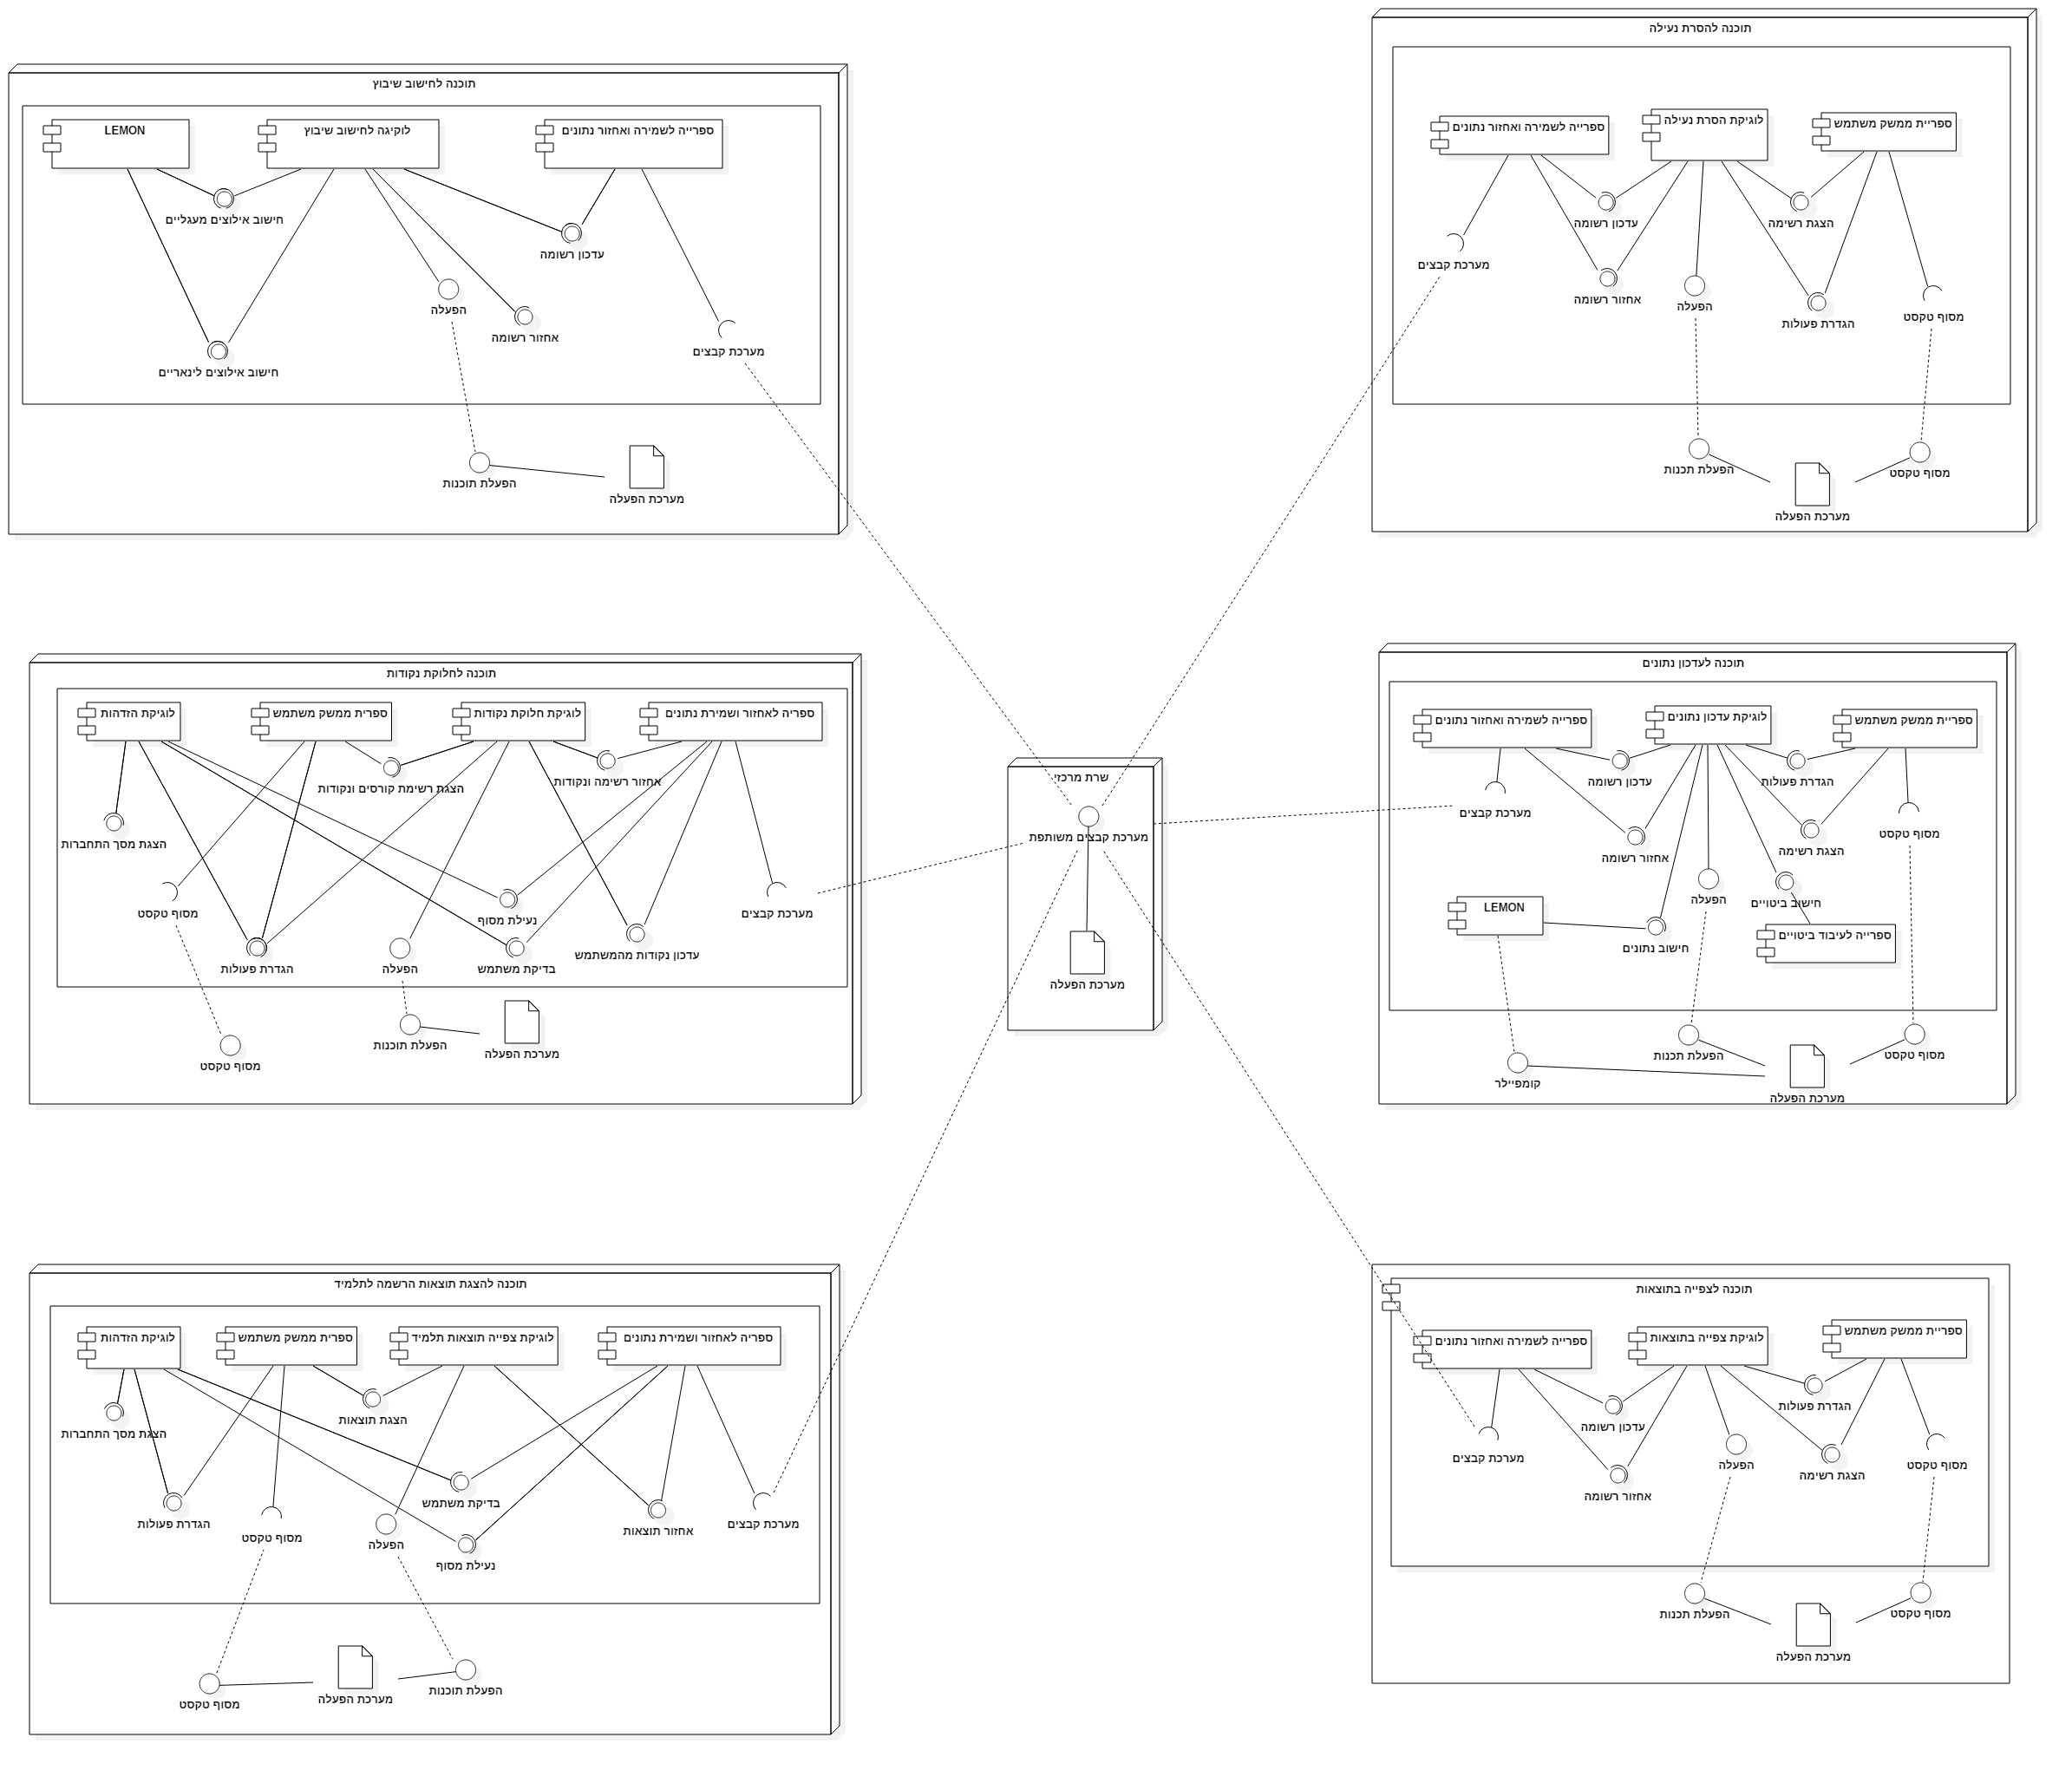 תוכנה לחישוב שיבוץ
LEMON
לוקיגה לחישוב שיבוץ
ספרייה לשמירה ואחזור נתונים
חישוב אילוצים מעגליים
עדכון רשומה
הפעלה
אחזור רשומה
מערכת קבצים
חישוב אילוצים לינאריים
הפעלת תוכנות
מערכת הפעלה
תוכנה להסרת נעילה
ספרייה לשמירה ואחזור נתונים
לוגיקת הסרת נעילה
ספריית ממשק משתמש
עדכון רשומה
הצגת רשימה
מערכת קבצים
אחזור רשומה
הפעלה
הגדרת פעולות
מסוף טקסט
הפעלת תכנות
מסוף טקסט
מערכת הפעלה
תוכנה לחלוקת נקודות
לוגיקת הזדהות
ספרית ממשק משתמש
לוגיקת חלוקת נקודות
ספריה לאחזור ושמירת נתונים
הצגת רשימת קורסים ונקודות
אחזור רשימה ונקודות
הצגת מסך התחברות
מסוף טקסט
נעילת מסוף
מערכת קבצים
הגדרת פעולות
הפעלה
בדיקת משתמש
עדכון נקודות מהמשתמש
הפעלת תוכנות
מערכת הפעלה
מסוף טקסט
שרת מרכזי
מערכת קבצים משותפת
מערכת הפעלה
תוכנה לעדכון נתונים
ספרייה לשמירה ואחזור נתונים
לוגיקת עדכון נתונים
ספריית ממשק משתמש
עדכון רשומה
הגדרת פעולות
מערכת קבצים
אחזור רשומה
הצגת רשימה
מסוף טקסט
LEMON
חישוב נתונים
הפעלה
חישוב ביטויים
ספרייה לעיבוד ביטויים
קומפיילר
הפעלת תכנות
מסוף טקסט
מערכת הפעלה
תוכנה להצגת תוצאות הרשמה לתלמיד
לוגיקת הזדהות
ספרית ממשק משתמש
לוגיקת צפייה תוצאות תלמיד
ספריה לאחזור ושמירת נתונים
הצגת מסך התחברות
הצגת תוצאות
בדיקת משתמש
הגדרת פעולות
מסוף טקסט
הפעלה
נעילת מסוף
אחזור תוצאות
מערכת קבצים
מסוף טקסט
מערכת הפעלה
הפעלת תוכנות
תוכנה לצפייה בתוצאות
ספרייה לשמירה ואחזור נתונים
לוגיקת צפייה בתוצאות
ספריית ממשק משתמש
עדכון רשומה
הגדרת פעולות
מערכת קבצים
אחזור רשומה
הפעלה
הצגת רשימה
מסוף טקסט
הפעלת תכנות
מסוף טקסט
מערכת הפעלה